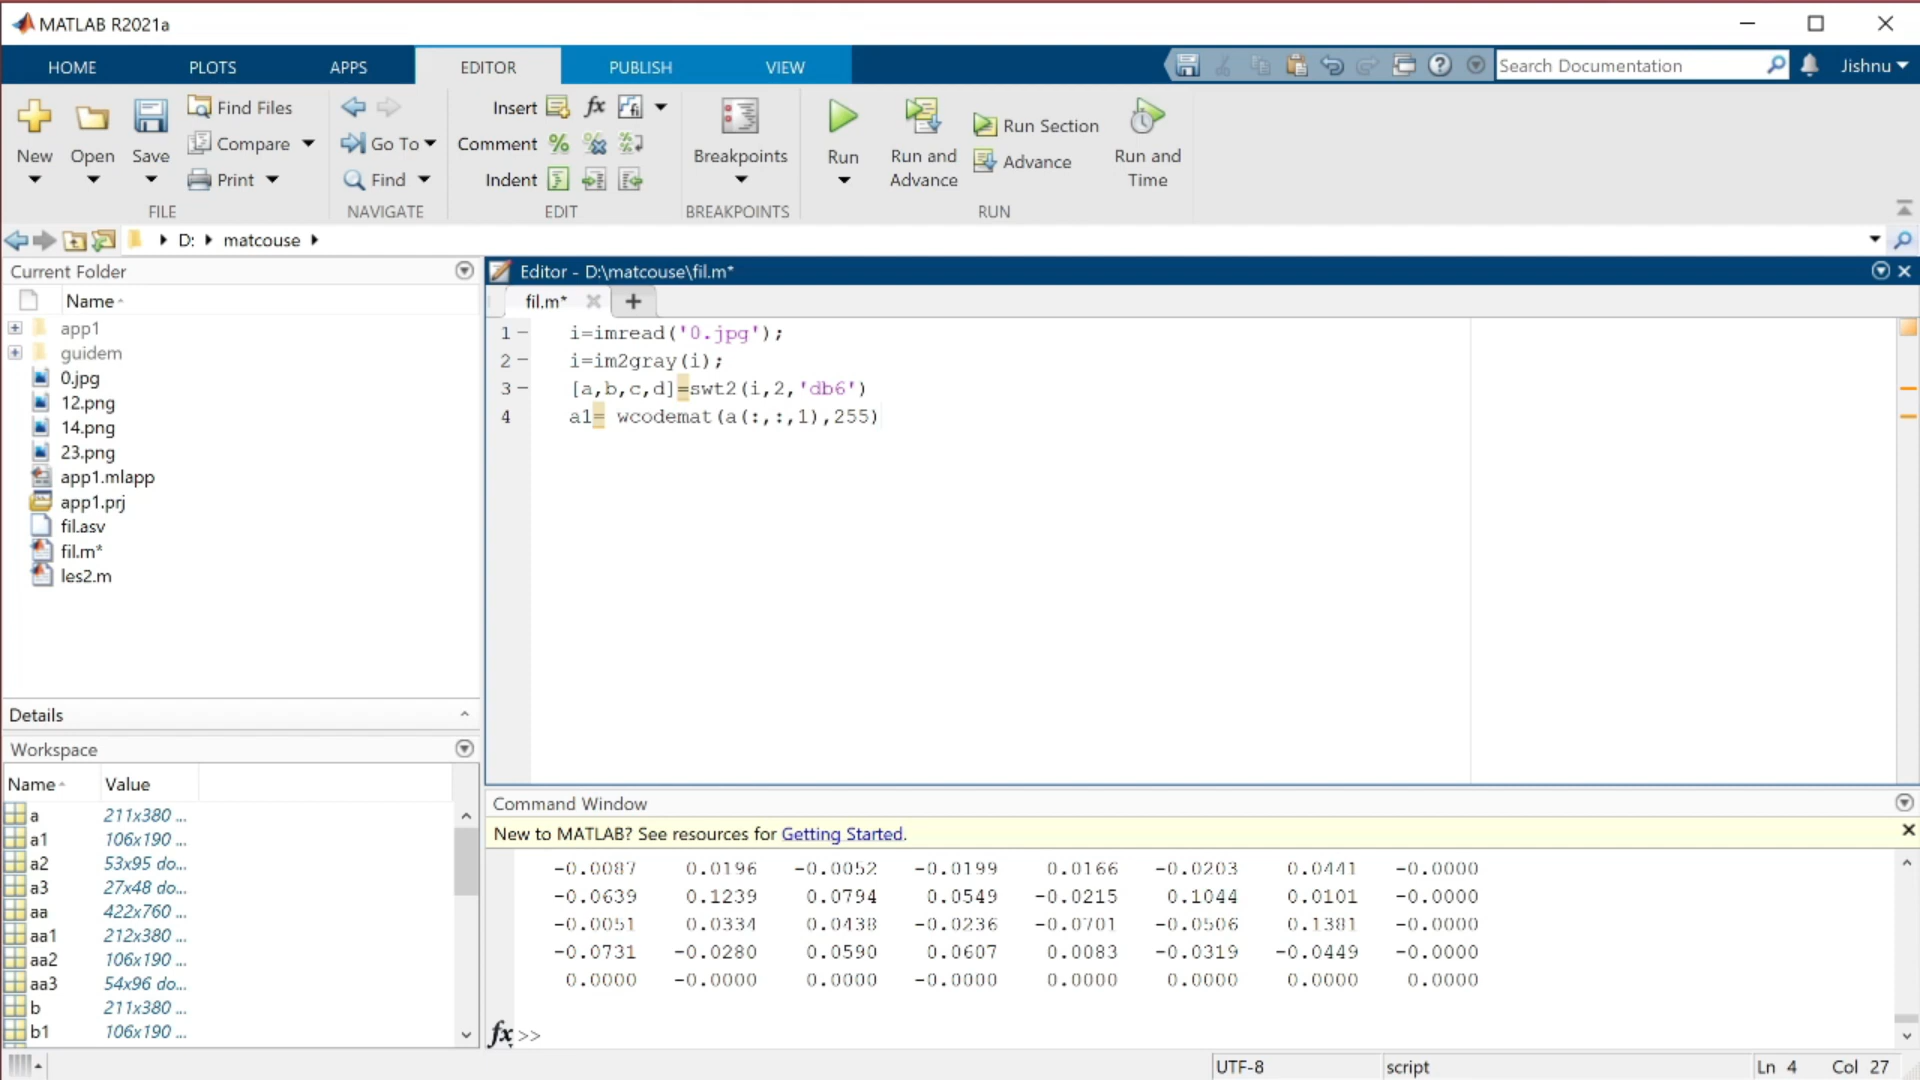 MATLAB R2021a
HOME PLOTS APPS EDITOR PUBLISH VIEW Search Documentation Jishnu
New Open Save Find Files Compare Print
FILE
Go To Find
NAVIGATE
Insert fx
Comment
Indent
EDIT
Breakpoints
BREAKPOINTS
Run Run and Advance Run Section Advance Run and Time
RUN
D: matcouse
Current Folder
Name
app1
guidem
0.jpg
12.png
14.png
23.png
app1.mlapp
app1.prj
fil.asv
fil.m*
les2.m
Details
Workspace
Name Value
a 211x380 ...
a1 106x190 ...
a2 53x95 do...
a3 27x48 do...
aa 422x760 ...
aa1 212x380 ...
aa2 106x190 ...
aa3 54x96 do...
b 211x380 ...
b1 106x190 ...
Editor - D:\matcouse\fil.m*
fil.m*
1 – i=imread('0.jpg');
2 – i=im2gray(i);
3 – [a,b,c,d]=swt2(i,2,'db6')
4 a1= wcodemat(a(:,:,1),255)
Command Window
New to MATLAB? See resources for Getting Started.
-0.0087 0.0196 -0.0052 -0.0199 0.0166 -0.0203 0.0441 -0.0000
-0.0639 0.1239 0.0794 0.0549 -0.0215 0.1044 0.0101 -0.0000
-0.0051 0.0334 0.0438 -0.0236 -0.0701 -0.0506 0.1381 -0.0000
-0.0731 -0.0280 0.0590 0.0607 0.0083 -0.0319 -0.0449 -0.0000
0.0000 -0.0000 0.0000 -0.0000 0.0000 0.0000 0.0000 0.0000
fx >>
UTF-8 script Ln 4 Col 27